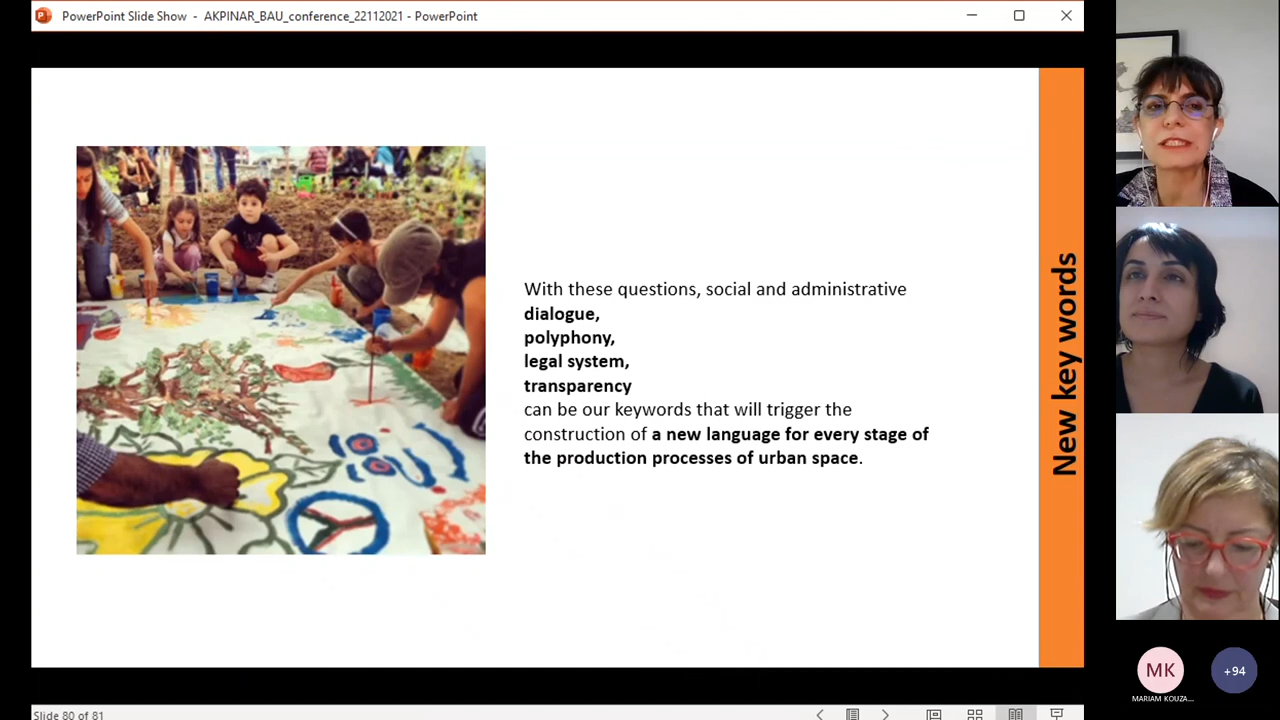 PowerPoint Slide Show - AKPINAR_BAU_conference_22112021 - PowerPoint
With these questions, social and administrative
dialogue,
polyphony,
legal system,
transparency
can be our keywords that will trigger the
construction of a new language for every stage of
the production processes of urban space.
New key words
MK
+94
MARIAM KOUZA...
Slide 80 of 81